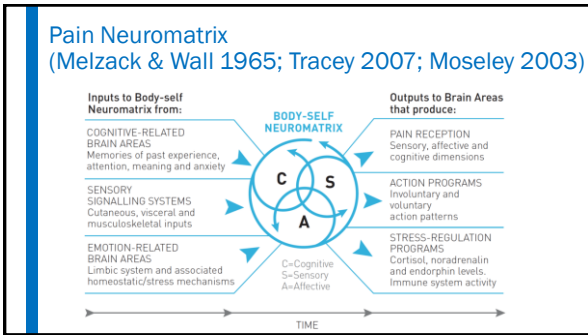 Pain Neuromatrix
(Melzack & Wall 1965; Tracey 2007; Moseley 2003)
Inputs to Body-self
Neuromatrix from:
COGNITIVE-RELATED
BRAIN AREAS
Memories of past experience,
attention, meaning and anxiety
SENSORY
SIGNALLING SYSTEMS
Cutaneous, visceral and
musculoskeletal inputs
EMOTION-RELATED
BRAIN AREAS
Limbic system and associated
homeostatic/stress mechanisms
BODY-SELF
NEUROMATRIX
C
S
A
C=Cognitive
S=Sensory
A=Affective
Outputs to Brain Areas
that produce:
PAIN RECEPTION
Sensory, affective and
cognitive dimensions
ACTION PROGRAMS
Involuntary and
voluntary
action patterns
STRESS-REGULATION
PROGRAMS
Cortisol, noradrenalin
and endorphin levels.
Immune system activity
TIME